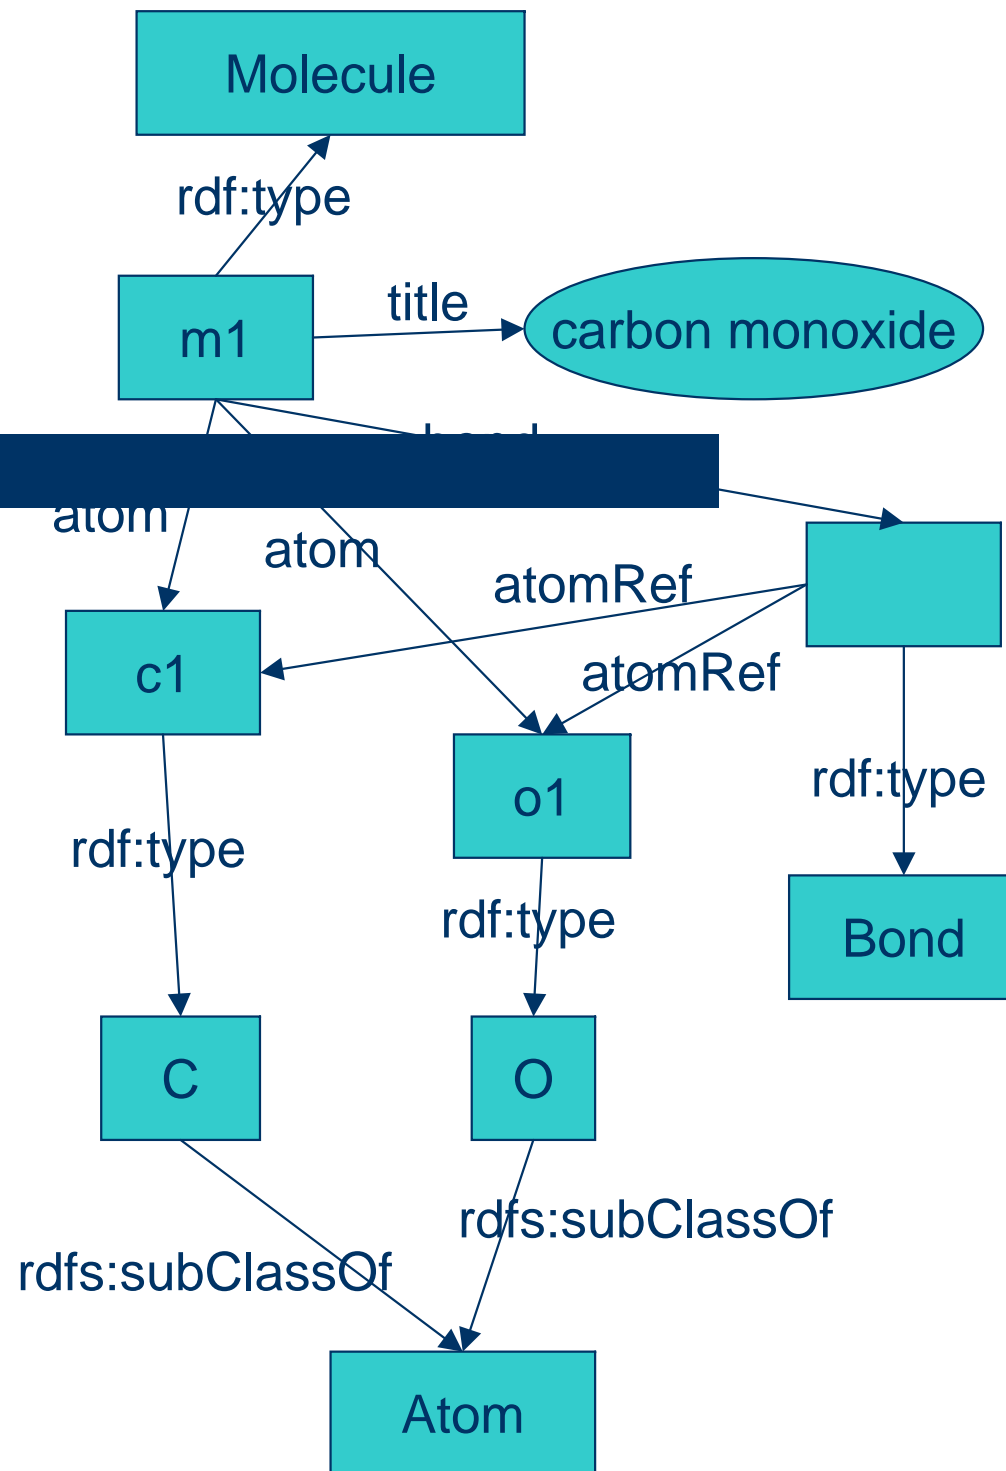 Molecule
rdf:type
m1
title
carbon monoxide
atom
atom
atomRef
c1
atomRef
o1
rdf:type
rdf:type
rdf:type
Bond
C
O
rdfs:subClassOf
rdfs:subClassOf
Atom